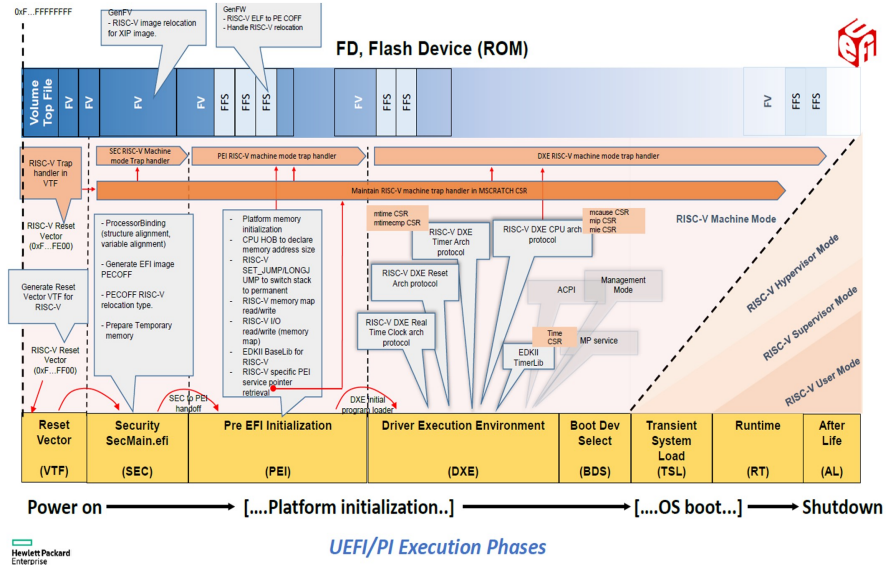 0xF...FFFFFFFF
GenFV
- RISC-V image relocation
for XIP image.
GenFW
- RISC-V ELF to PE COFF
- Handle RISC-V relocation
FD, Flash Device (ROM)
UEFI
Volume
Top File
FV
FV
FV
FV
FFS
FFS
FFS
FV
FFS
FFS
FV
FFS
FFS
RISC-V Trap
handler in
VTF
SEC RISC-V Machine
mode Trap handler
PEI RISC-V machine mode trap handler
DXE RISC-V machine mode trap handler
Maintain RISC-V machine trap handler in MSCRATCH CSR
RISC-V Reset
Vector
(0xF...FE00)
Generate Reset
Vector VTF for
RISC-V
RISC-V Reset
Vector
(0xF...FF00)
- ProcessorBinding
(structure alignment,
variable alignment)
- Generate EFI image
PECOFF
- PECOFF RISC-V
relocation type.
- Prepare Temporary
memory
- Platform memory
initialization
- CPU HOB to declare
memory address size
- RISC-V
SET_JUMP/LONGJ
UMP to switch stack
to permanent
- RISC-V memory map
read/write
- RISC-V I/O
read/write (memory
map)
- EDKII BaseLib for
RISC-V
- RISC-V specific PEI
service pointer
retrieval
mtime CSR
mtimecmp CSR
RISC-V DXE
Timer Arch
protocol
RISC-V DXE CPU arch
protocol
mcause CSR
mip CSR
mie CSR
RISC-V DXE Reset
Arch protocol
RISC-V DXE Real
Time Clock arch
protocol
ACPI
Management
Mode
Time
CSR
MP service
EDKII
TimerLib
RISC-V Machine Mode
RISC-V Hypervisor Mode
RISC-V Supervisor Mode
RISC-V User Mode
SEC to PEI
handoff
DXE Initial
program loader
Reset
Vector
(VTF)
Security
SecMain.efi
(SEC)
Pre EFI Initialization
(PEI)
Driver Execution Environment
(DXE)
Boot Dev
Select
(BDS)
Transient
System
Load
(TSL)
Runtime
(RT)
After
Life
(AL)
Power on
[....Platform initialization..]
[....OS boot...]
Shutdown
Hewlett Packard
Enterprise
UEFI/PI Execution Phases